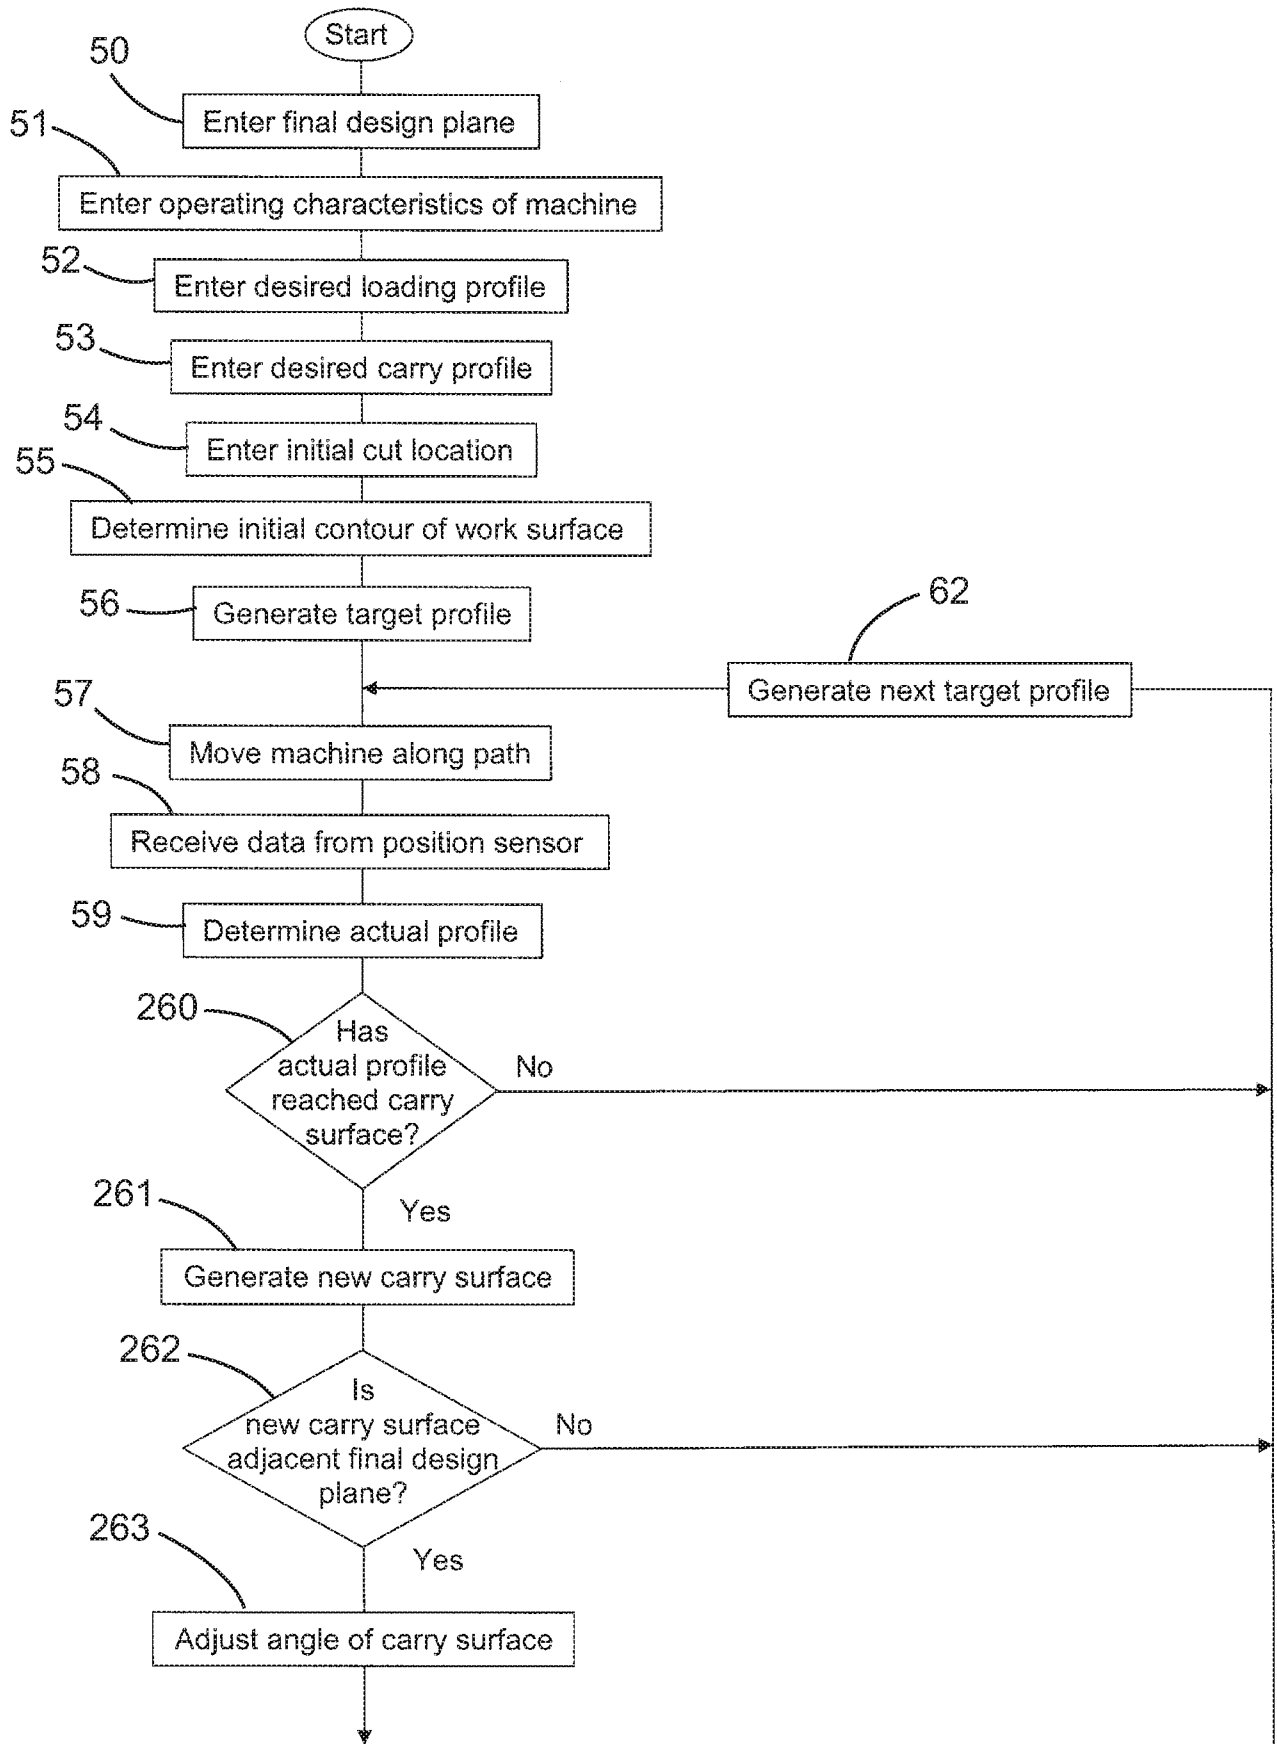 Start
50
Enter final design plane
51
Enter operating characteristics of machine
52
Enter desired loading profile
53
Enter desired carry profile
54
Enter initial cut location
55
Determine initial contour of work surface
56
Generate target profile
62
Generate next target profile
57
Move machine along path
58
Receive data from position sensor
59
Determine actual profile
260
Has
actual profile
reached carry
surface?
No
Yes
261
Generate new carry surface
262
Is
new carry surface
adjacent final design
plane?
No
Yes
263
Adjust angle of carry surface